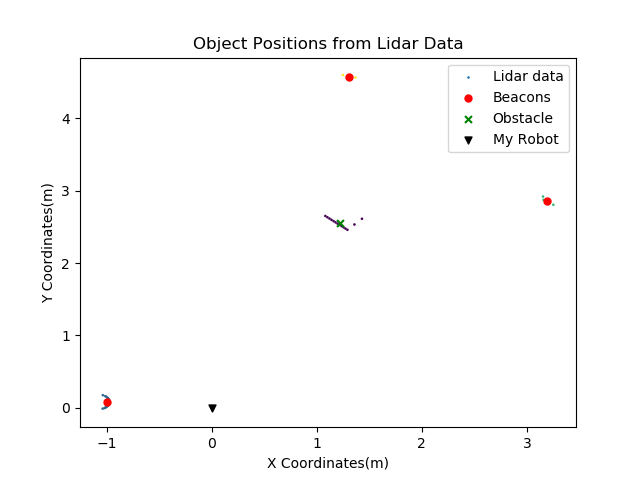 Object Positions from Lidar Data
Lidar data
Beacons
Obstacle
My Robot
Y Coordinates(m)
4
3
2
1
0
−1
0
1
2
3
X Coordinates(m)